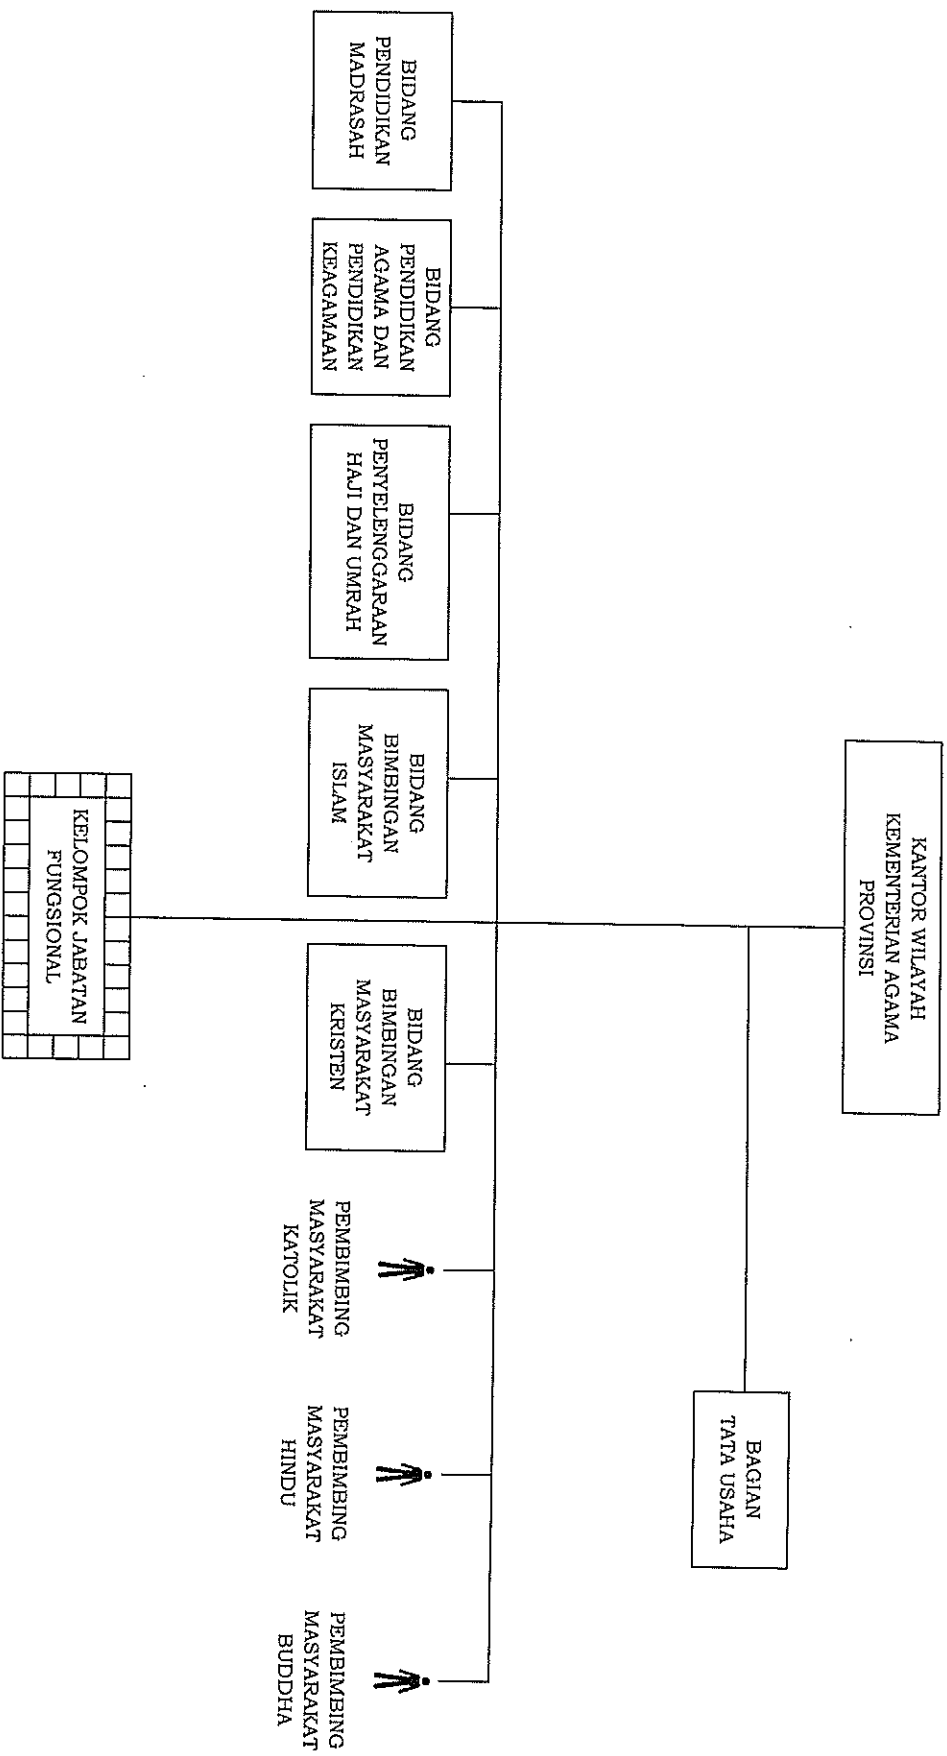 KANTOR WILAYAH
KEMENTERIAN AGAMA
PROVINSI
BAGIAN
TATA USAHA
BIDANG
PENDIDIKAN
MADRASAH
BIDANG
PENDIDIKAN
AGAMA DAN
PENDIDIKAN
KEAGAMAAN
BIDANG
PENYELENGGARAAN
HAJI DAN UMRAH
BIDANG
BIMBINGAN
MASYARAKAT
ISLAM
BIDANG
BIMBINGAN
MASYARAKAT
KRISTEN
PEMBIMBING
MASYARAKAT
KATOLIK
PEMBIMBING
MASYARAKAT
HINDU
PEMBIMBING
MASYARAKAT
BUDDHA
KELOMPOK JABATAN
FUNGSIONAL